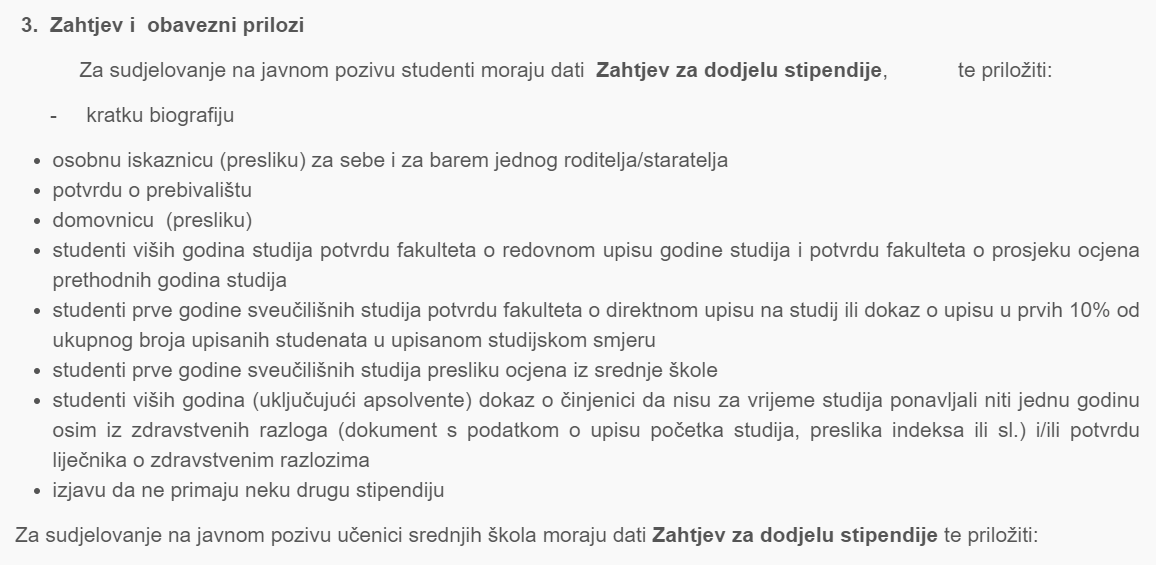 3. Zahtjev i obavezni prilozi
Za sudjelovanje na javnom pozivu studenti moraju dati Zahtjev za dodjelu stipendije, te priložiti:
- kratku biografiju
• osobnu iskaznicu (presliku) za sebe i za barem jednog roditelja/staratelja
• potvrdu o prebivalištu
• domovnicu (presliku)
• studenti viših godina studija potvrdu fakulteta o redovnom upisu godine studija i potvrdu fakulteta o prosjeku ocjena
prethodnih godina studija
• studenti prve godine sveučilišnih studija potvrdu fakulteta o direktnom upisu na studij ili dokaz o upisu u prvih 10% od
ukupnog broja upisanih studenata u upisanom studijskom smjeru
• studenti prve godine sveučilišnih studija presliku ocjena iz srednje škole
• studenti viših godina (uključujući apsolvente) dokaz o činjenici da nisu za vrijeme studija ponavljali niti jednu godinu
osim iz zdravstvenih razloga (dokument s podatkom o upisu početka studija, preslika indeksa ili sl.) i/ili potvrdu
liječnika o zdravstvenim razlozima
• izjavu da ne primaju neku drugu stipendiju
Za sudjelovanje na javnom pozivu učenici srednjih škola moraju dati Zahtjev za dodjelu stipendije te priložiti: